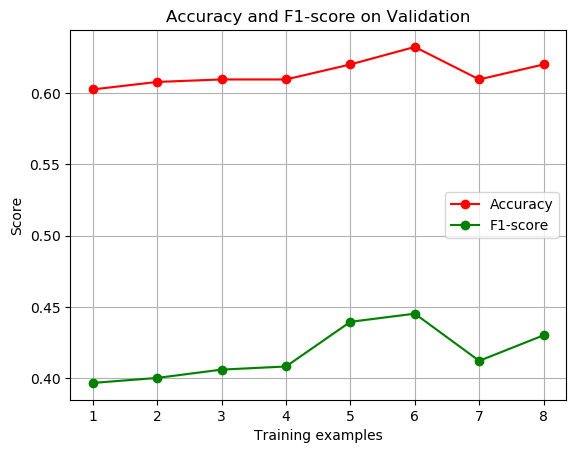 Accuracy and F1-score on Validation
Score
0.60
0.55
0.50
0.45
0.40
Accuracy
F1-score
1 2 3 4 5 6 7 8
Training examples